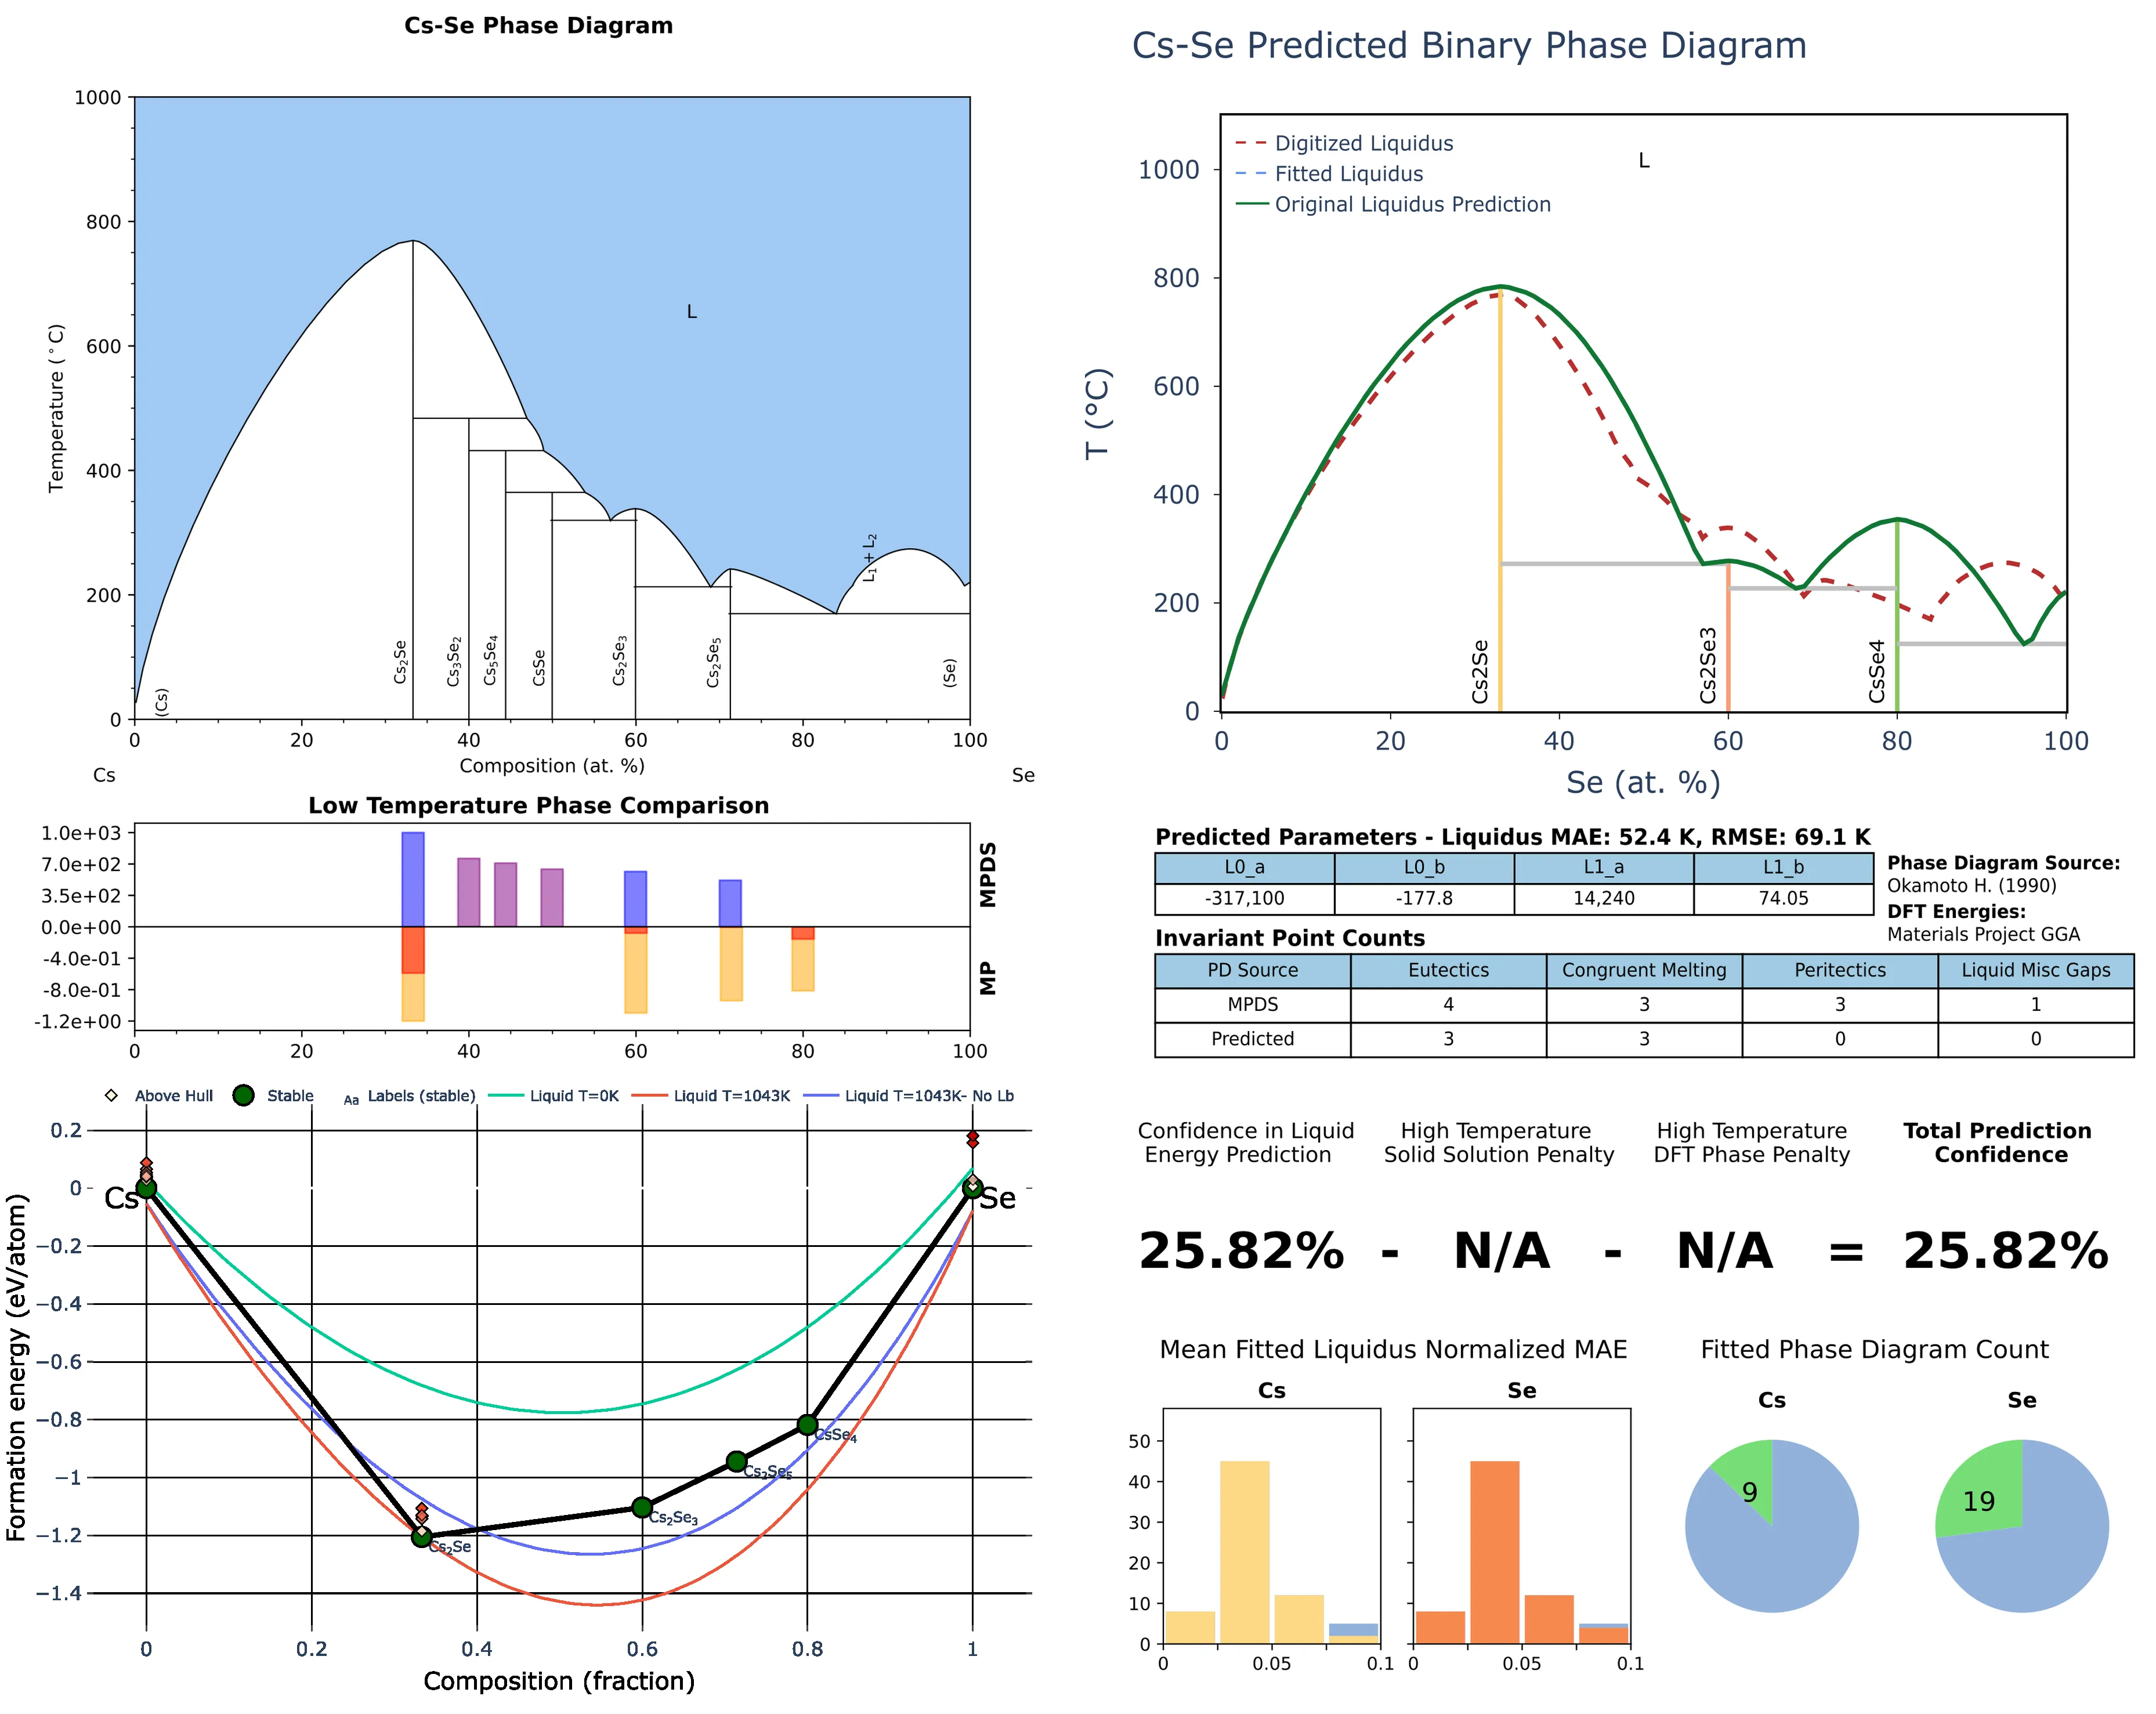 Cs-Se Phase Diagram
1000
800
600
400
200
0
Temperature (°C)
L
L₁ + L₂
(Cs)
Cs₂Se
Cs₃Se₂
Cs₅Se₄
CsSe
Cs₂Se₃
Cs₂Se₅
(Se)
0 20 40 60 80 100
Composition (at. %)
Cs Se
Cs-Se Predicted Binary Phase Diagram
Digitized Liquidus
Fitted Liquidus
Original Liquidus Prediction
L
1000
800
600
400
200
0
T (°C)
Cs2Se
Cs2Se3
CsSe4
0 20 40 60 80 100
Se (at. %)
Low Temperature Phase Comparison
1.0e+03
7.0e+02
3.5e+02
0.0e+00
-4.0e-01
-8.0e-01
-1.2e+00
MPDS
MP
0 20 40 60 80 100
Predicted Parameters - Liquidus MAE: 52.4 K, RMSE: 69.1 K
L0_a L0_b L1_a L1_b
-317,100 -177.8 14,240 74.05
Phase Diagram Source:
Okamoto H. (1990)
DFT Energies:
Materials Project GGA
Invariant Point Counts
PD Source Eutectics Congruent Melting Peritectics Liquid Misc Gaps
MPDS 4 3 3 1
Predicted 3 3 0 0
Above Hull Stable Aa Labels (stable) Liquid T=0K Liquid T=1043K Liquid T=1043K- No Lb
0.2
0
−0.2
−0.4
−0.6
−0.8
−1
−1.2
−1.4
Formation energy (eV/atom)
Cs
Se
Cs₂Se
Cs₂Se₃
Cs₂Se₅
CsSe₄
0 0.2 0.4 0.6 0.8 1
Composition (fraction)
Confidence in Liquid
Energy Prediction
High Temperature
Solid Solution Penalty
High Temperature
DFT Phase Penalty
Total Prediction
Confidence
25.82% - N/A - N/A = 25.82%
Mean Fitted Liquidus Normalized MAE
Cs Se
50
40
30
20
10
0
0 0.05 0.1
0 0.05 0.1
Fitted Phase Diagram Count
Cs Se
9
19